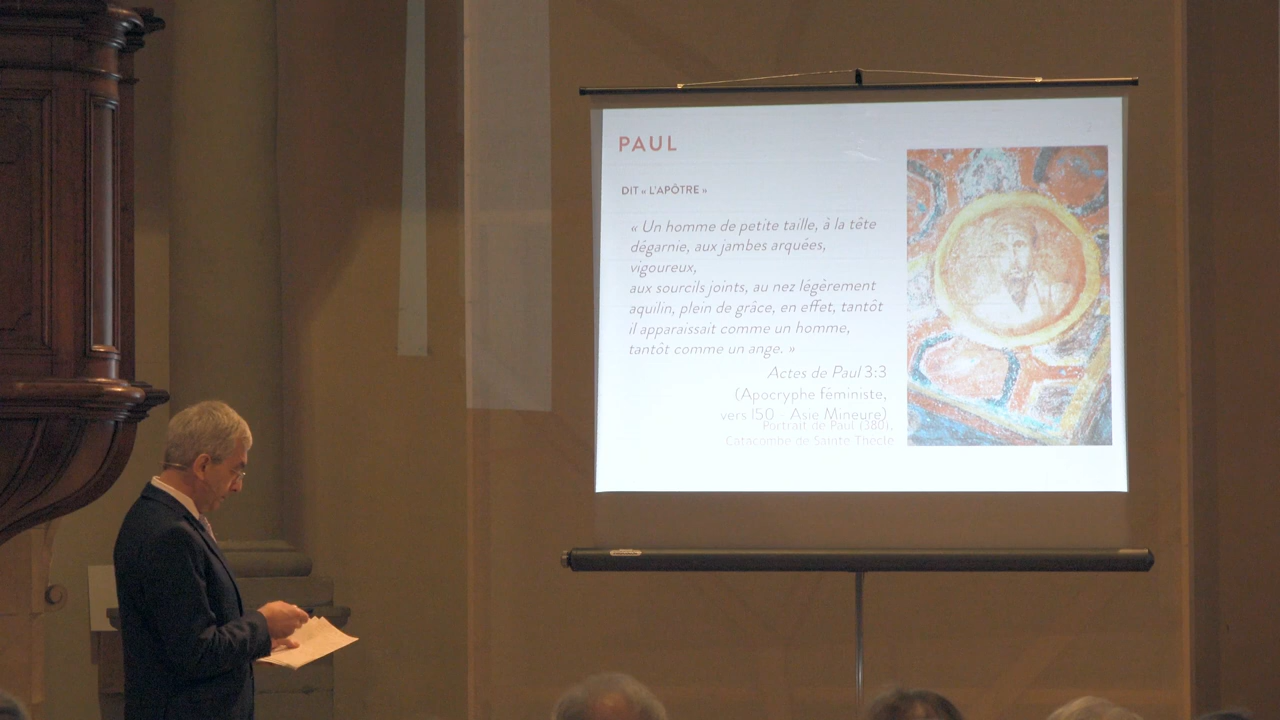 PAUL
DIT « L'APÔTRE »
« Un homme de petite taille, à la tête
dégarnie, aux jambes arquées,
vigoureux,
aux sourcils joints, au nez légèrement
aquilin, plein de grâce, en effet, tantôt
il apparaissait comme un homme,
tantôt comme un ange. »
Actes de Paul 3:3
(Apocryphe féministe,
vers 150 - Asie Mineure)
Portrait de Paul (380),
Catacombe de Sainte Thècle